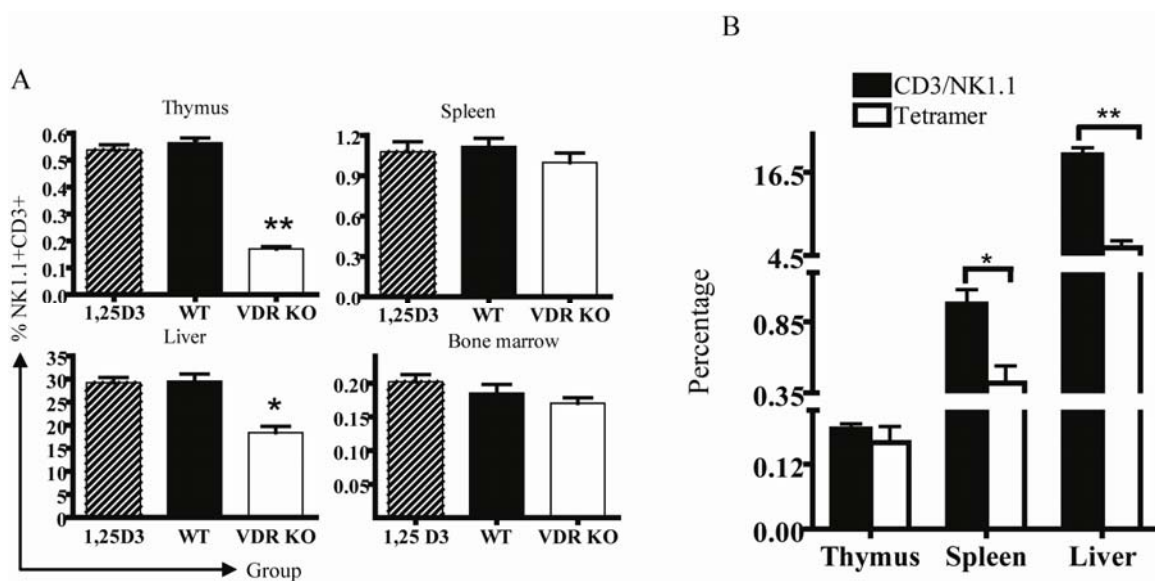 A
Thymus
Spleen
% NK1.1+CD3+
0.6
0.5
0.4
0.3
0.2
0.1
0.0
**
1,25D3 WT VDR KO
1.2
0.9
0.6
0.3
0.0
1,25D3 WT VDR KO
Liver
Bone marrow
35
30
25
20
15
10
5
0
*
1,25D3 WT VDR KO
0.20
0.15
0.10
0.05
1,25 D3 WT VDR KO
Group
B
CD3/NK1.1
Tetramer
Percentage
16.5
4.5
0.85
0.35
0.12
0.00
*
**
Thymus Spleen Liver